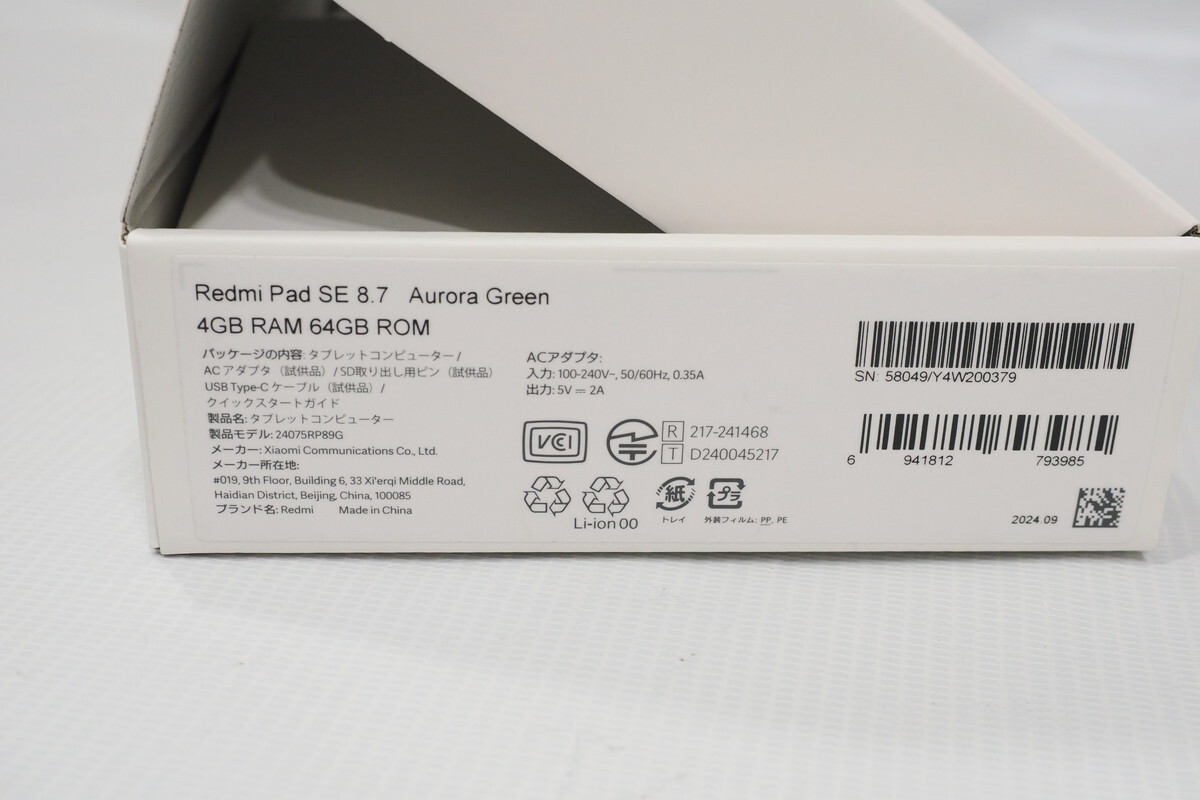 Redmi Pad SE 8.7 Aurora Green
4GB RAM 64GB ROM
パッケージの内容: タブレットコンピューター /
ACアダプタ（試供品）/ SD取り出し用ピン（試供品）
USB Type-C ケーブル（試供品）/
クイックスタートガイド
製品名: タブレットコンピューター
製品モデル: 24075RP89G
メーカー: Xiaomi Communications Co., Ltd.
メーカー所在地:
#019, 9th Floor, Building 6, 33 Xi'erqi Middle Road,
Haidian District, Beijing, China, 100085
ブランド名: Redmi Made in China
ACアダプタ:
入力: 100-240V~, 50/60Hz, 0.35A
出力: 5V ⎓ 2A
VCCI
R 217-241468
T D240045217
Li-ion 00
紙
トレイ
プラ
外装フィルム: PP, PE
SN: 58049/Y4W200379
6 941812 793985
2024.09